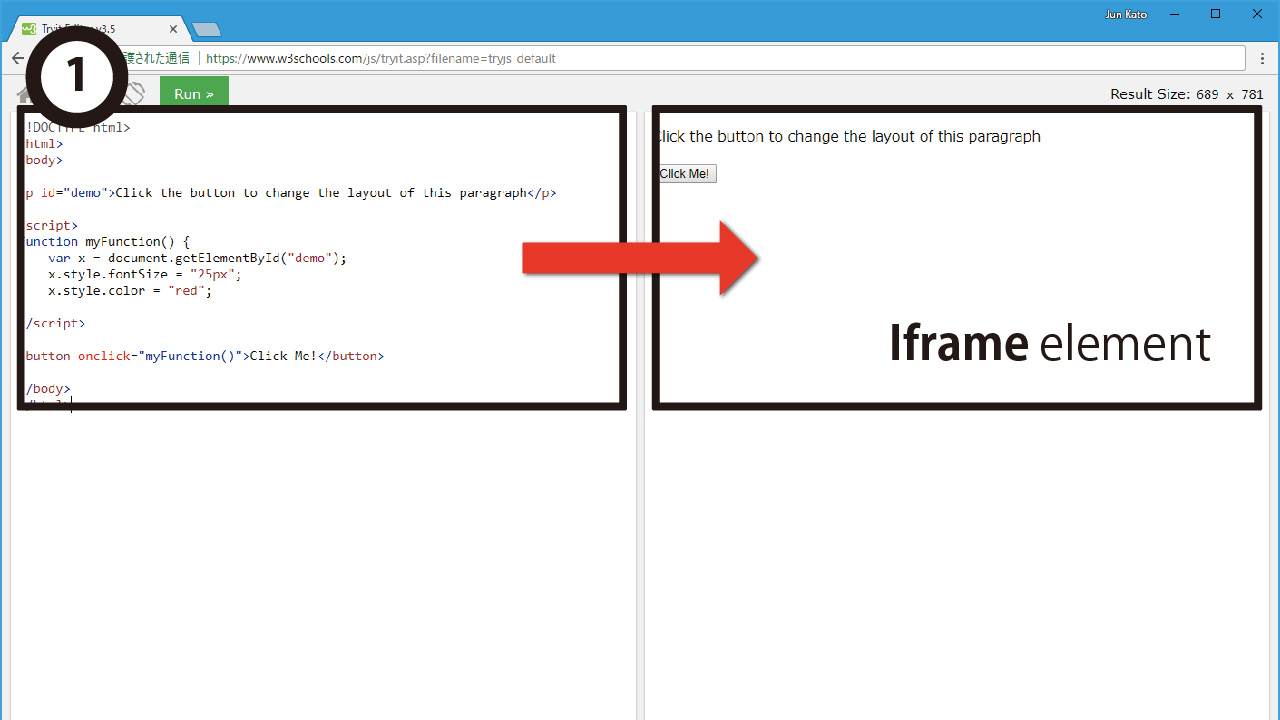 Jun Kato
Tryit Editor v3.5
1
護された通信 https://www.w3schools.com/js/tryit.asp?filename=tryjs_default
Run »
Result Size: 689 x 781
!DOCTYPE html>
html>
body>
p id="demo">Click the button to change the layout of this paragraph</p>
script>
function myFunction() {
var x = document.getElementById("demo");
x.style.fontSize = "25px";
x.style.color = "red";
/script>
button onclick="myFunction()">Click Me!</button>
/body>
/html>
Click the button to change the layout of this paragraph
Click Me!
Iframe element